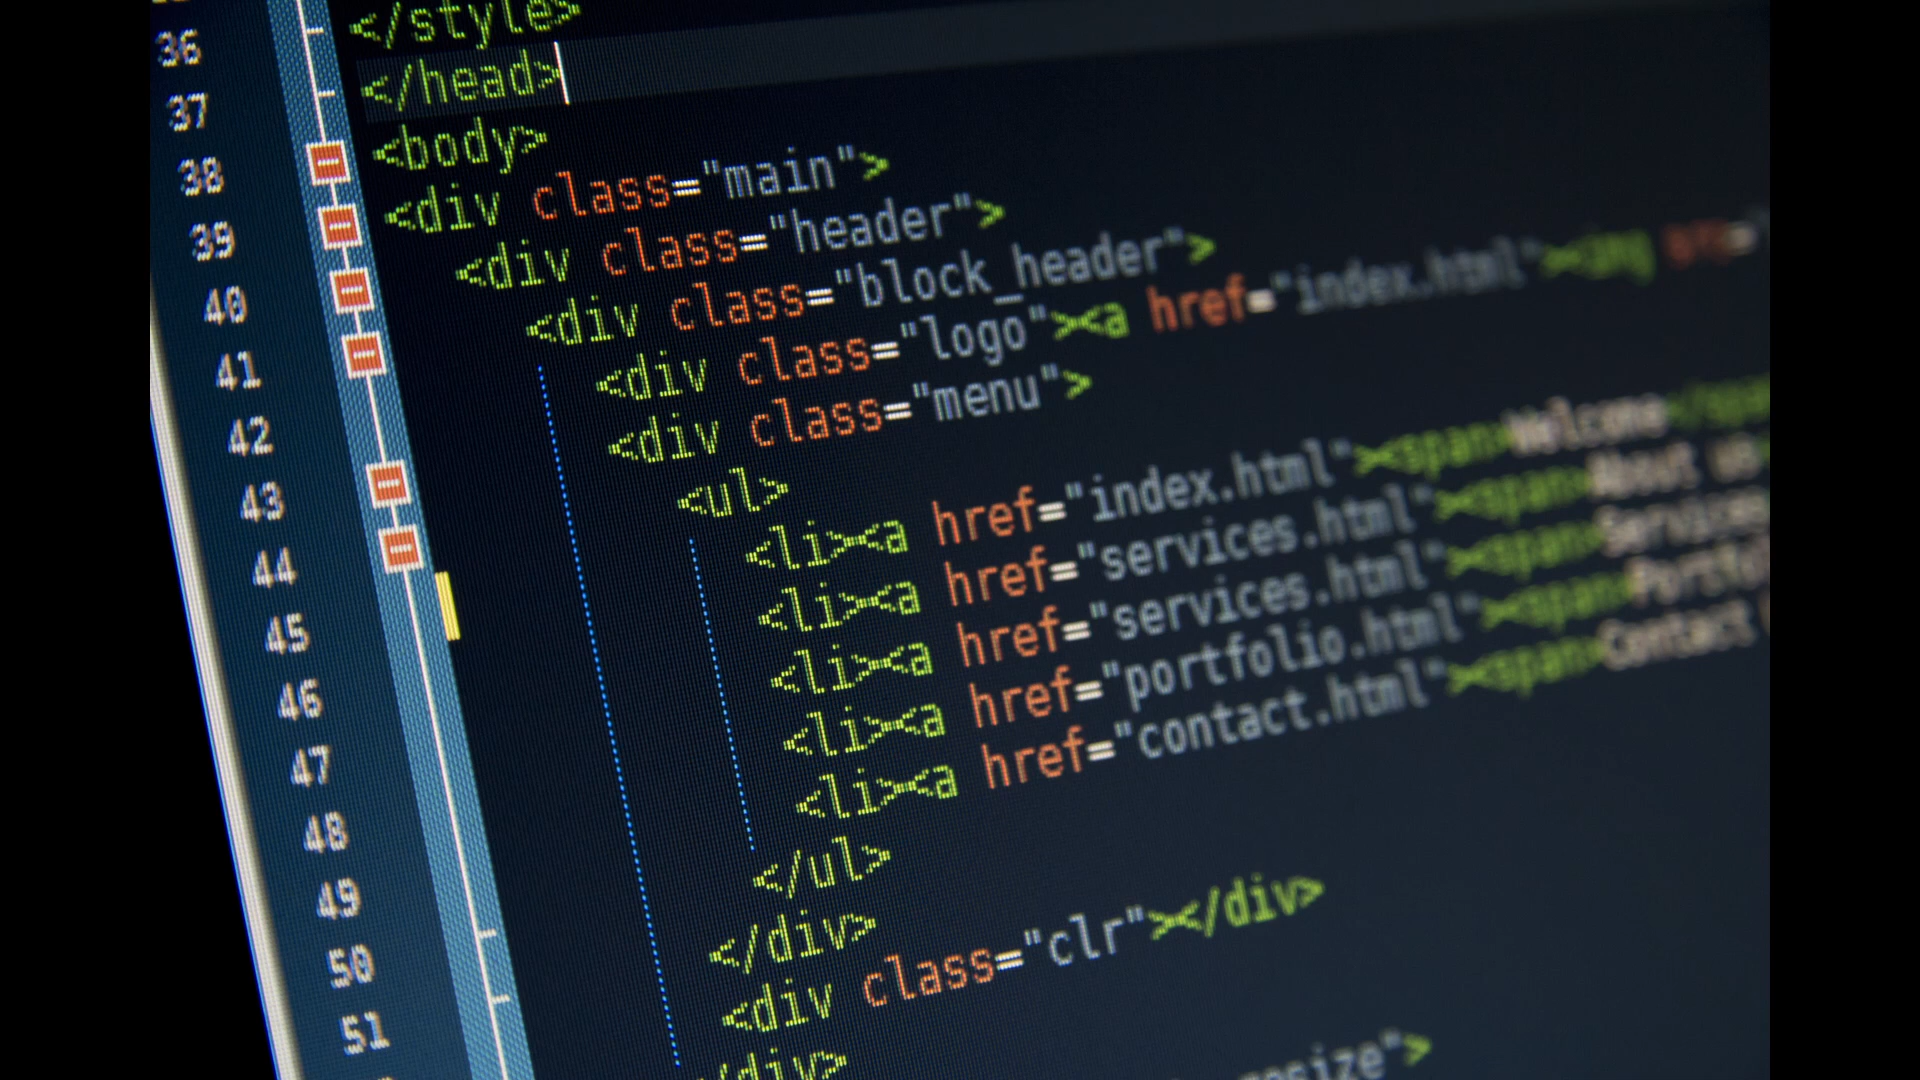 36 </style>
37 </head>
38 <body>
39 <div class="main">
40 <div class="header">
41 <div class="block_header">
42 <div class="logo"><a href="index.html"><img src="
43 <div class="menu">
44 <ul>
45 <li><a href="index.html"><span>Welcome</span
46 <li><a href="services.html"><span>About us<
47 <li><a href="services.html"><span>Services
48 <li><a href="portfolio.html"><span>Portfol
49 <li><a href="contact.html"><span>Contact
50 </ul>
51 </div>
<div class="clr"></div>
</div>